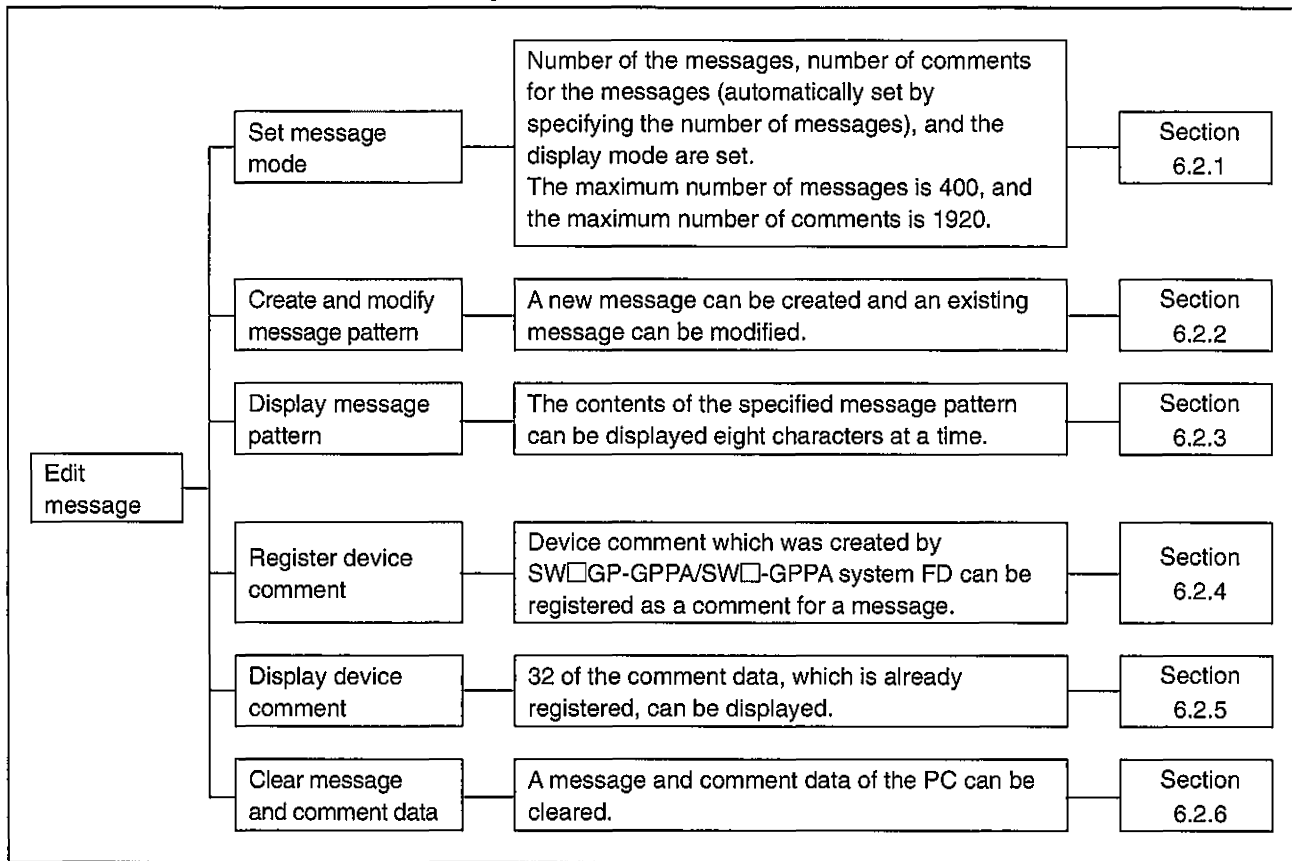 Set message
mode
Number of the messages, number of comments
for the messages (automatically set by
specifying the number of messages), and the
display mode are set.
The maximum number of messages is 400, and
the maximum number of comments is 1920.
Section
6.2.1
Create and modify
message pattern
A new message can be created and an existing
message can be modified.
Section
6.2.2
Display message
pattern
The contents of the specified message pattern
can be displayed eight characters at a time.
Section
6.2.3
Edit
message
Register device
comment
Device comment which was created by
SW□GP-GPPA/SW□-GPPA system FD can be
registered as a comment for a message.
Section
6.2.4
Display device
comment
32 of the comment data, which is already
registered, can be displayed.
Section
6.2.5
Clear message
and comment data
A message and comment data of the PC can be
cleared.
Section
6.2.6